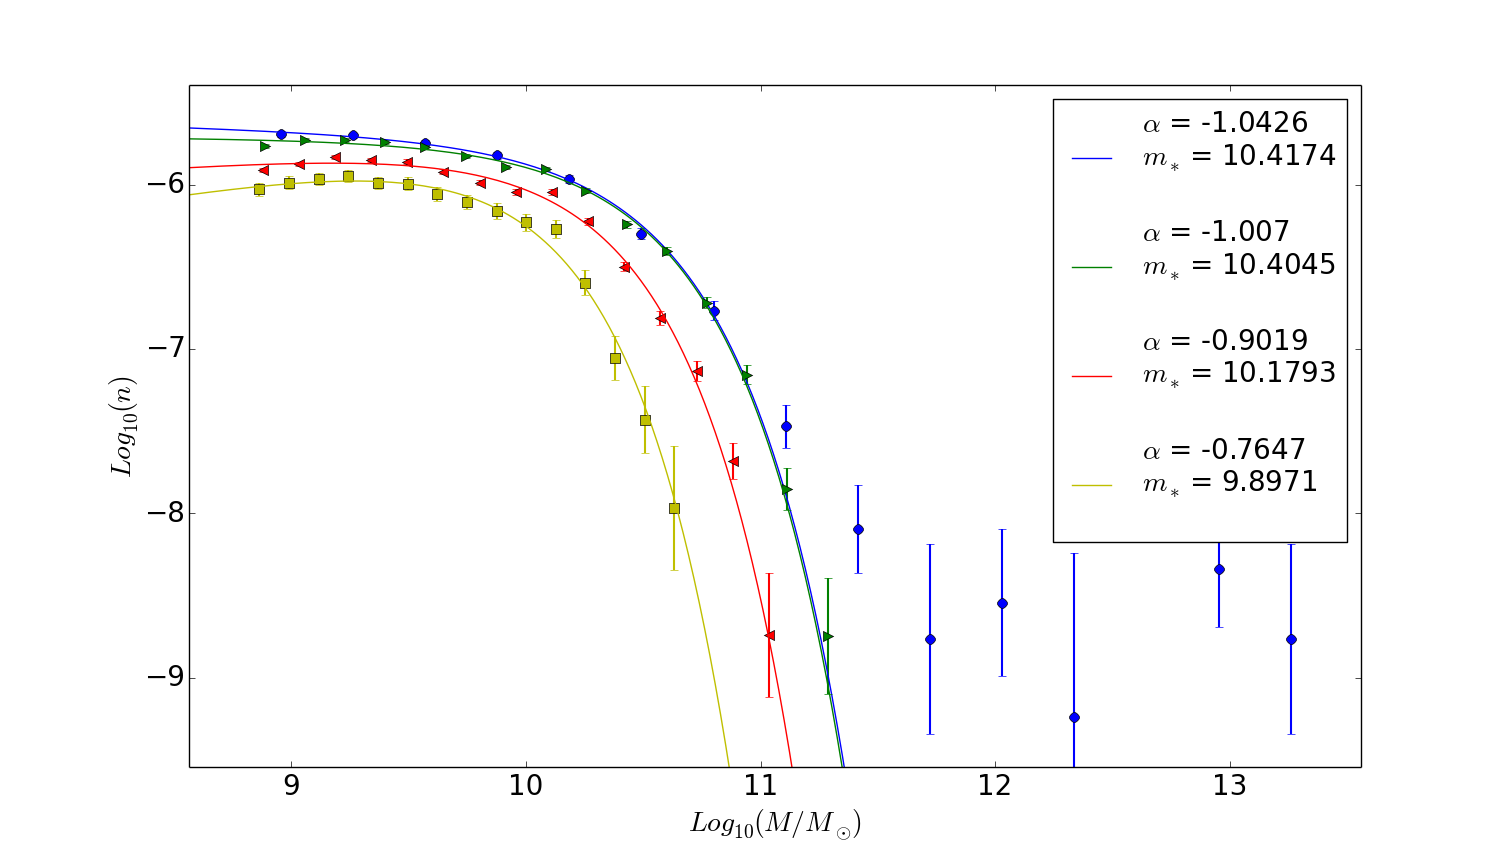 α = -1.0426
m* = 10.4174
α = -1.007
m* = 10.4045
α = -0.9019
m* = 10.1793
α = -0.7647
m* = 9.8971
−6
−7
−8
−9
Log₁₀(n)
9 10 11 12 13
Log₁₀(M/M⊙)